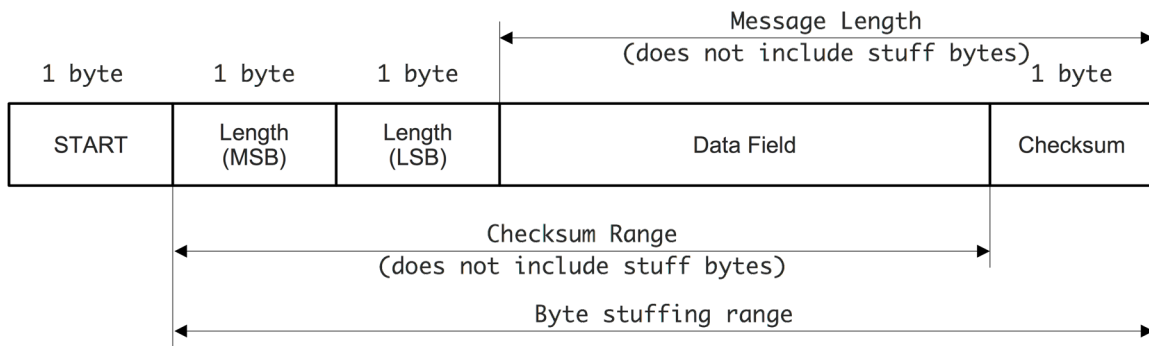 Message Length
(does not include stuff bytes)
1 byte
1 byte
1 byte
1 byte
START
Length
(MSB)
Length
(LSB)
Data Field
Checksum
Checksum Range
(does not include stuff bytes)
Byte stuffing range